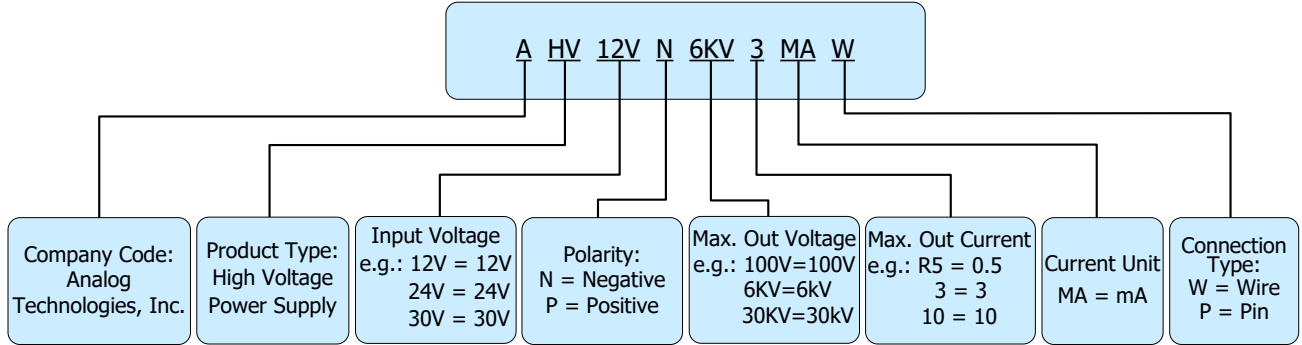 A HV 12V N 6KV 3 MA W
Company Code:
Analog
Technologies, Inc.
Product Type:
High Voltage
Power Supply
Input Voltage
e.g.: 12V = 12V
24V = 24V
30V = 30V
Polarity:
N = Negative
P = Positive
Max. Out Voltage
e.g.: 100V=100V
6KV=6kV
30KV=30kV
Max. Out Current
e.g.: R5 = 0.5
3 = 3
10 = 10
Current Unit
MA = mA
Connection
Type:
W = Wire
P = Pin